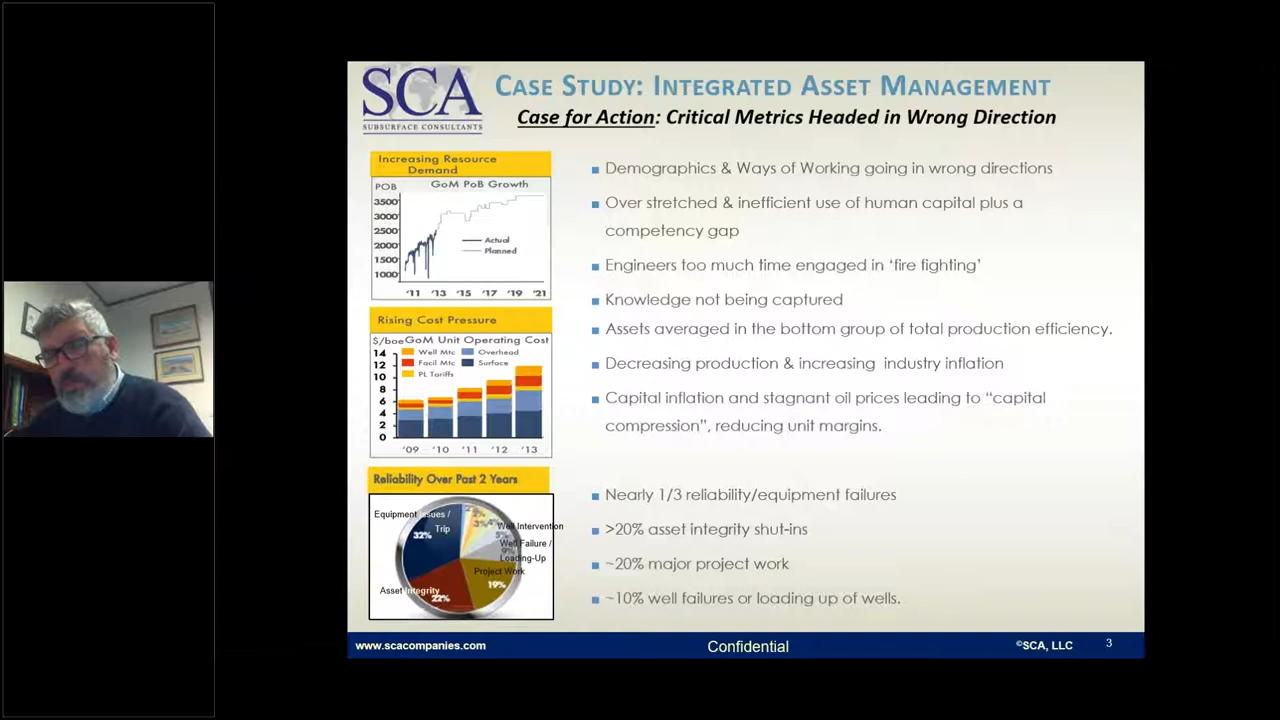 SCA
SUBSURFACE CONSULTANTS
CASE STUDY: INTEGRATED ASSET MANAGEMENT
Case for Action: Critical Metrics Headed in Wrong Direction
Increasing Resource
Demand
POB GoM PoB Growth
3500
3000
2500
2000
1500
1000
Actual
Planned
'11 '13 '15 '17 '19 '21
Rising Cost Pressure
$/boe GoM Unit Operating Cost
14
12
10
8
6
4
2
0
Well Mtc Overhead
Facil Mtc Surface
PL Tariffs
'09 '10 '11 '12 '13
Reliability Over Past 2 Years
Equipment Issues /
Trip
32%
3%
Well Intervention
5%
Well Failure /
9%
Loading-Up
Project Work
19%
Asset Integrity
22%
Demographics & Ways of Working going in wrong directions
Over stretched & inefficient use of human capital plus a
competency gap
Engineers too much time engaged in ‘fire fighting’
Knowledge not being captured
Assets averaged in the bottom group of total production efficiency.
Decreasing production & increasing industry inflation
Capital inflation and stagnant oil prices leading to “capital
compression”, reducing unit margins.
Nearly 1/3 reliability/equipment failures
>20% asset integrity shut-ins
~20% major project work
~10% well failures or loading up of wells.
www.scacompanies.com
Confidential
©SCA, LLC
3